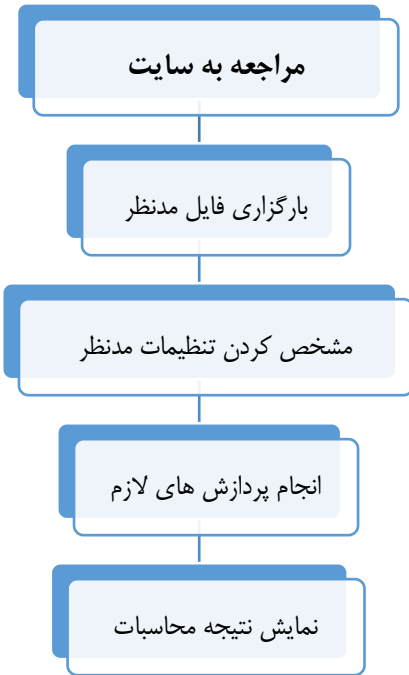 مراجعه به سایت
بارگزاری فایل مدنظر
مشخص کردن تنظیمات مدنظر
انجام پردازش های لازم
نمایش نتیجه محاسبات